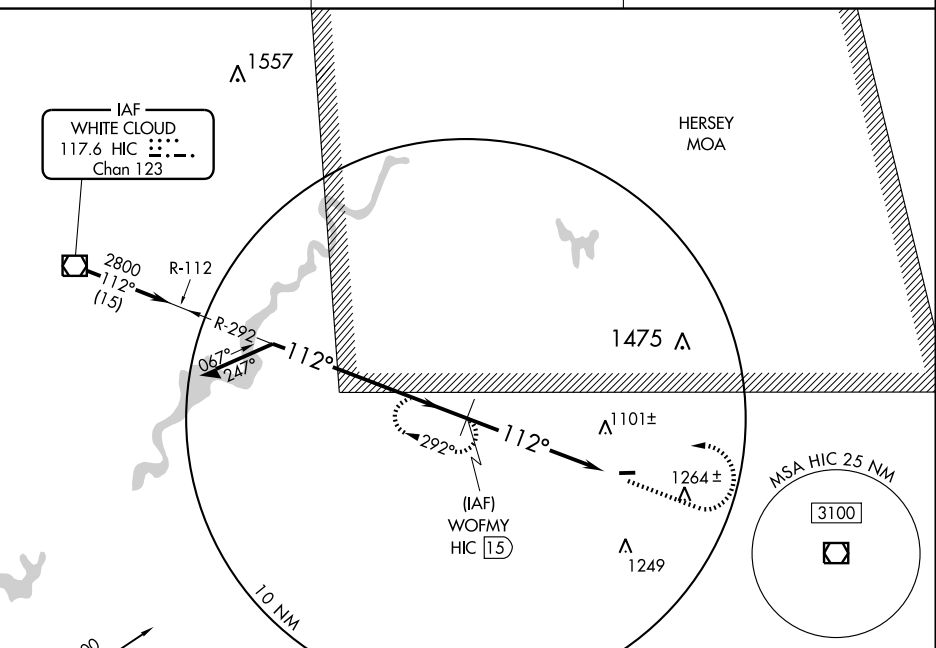 1557
IAF
WHITE CLOUD
117.6 HIC
Chan 123
HERSEY
MOA
2800
112°
(15)
R-112
R-292
067°
247°
112°
1475
292°
112°
1101±
1264±
(IAF)
WOFMY
HIC 15
1249
MSA HIC 25 NM
3100
10 NM